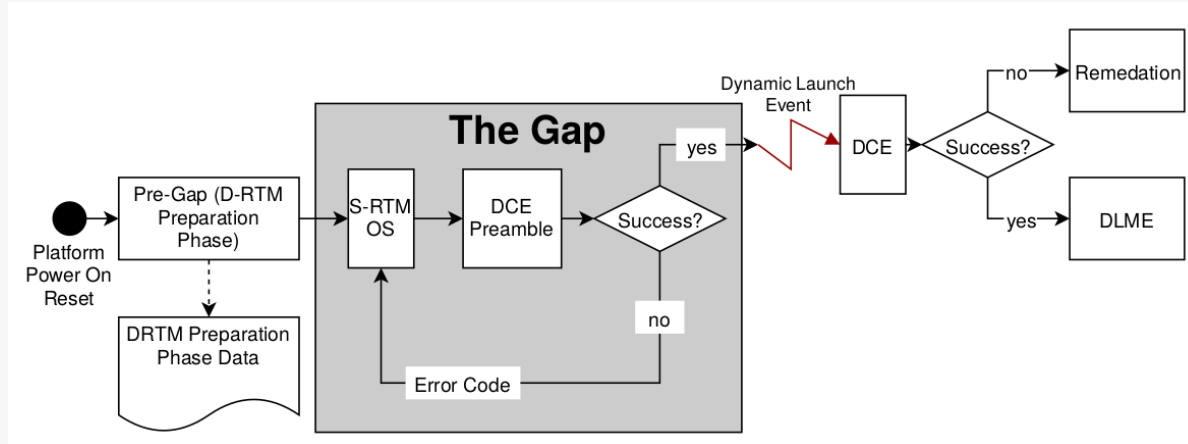 Platform
Power On
Reset
Pre-Gap (D-RTM
Preparation
Phase)
DRTM Preparation
Phase Data
The Gap
S-RTM
OS
DCE
Preamble
Success?
yes
no
Error Code
Dynamic Launch
Event
DCE
Success?
no
Remedation
yes
DLME